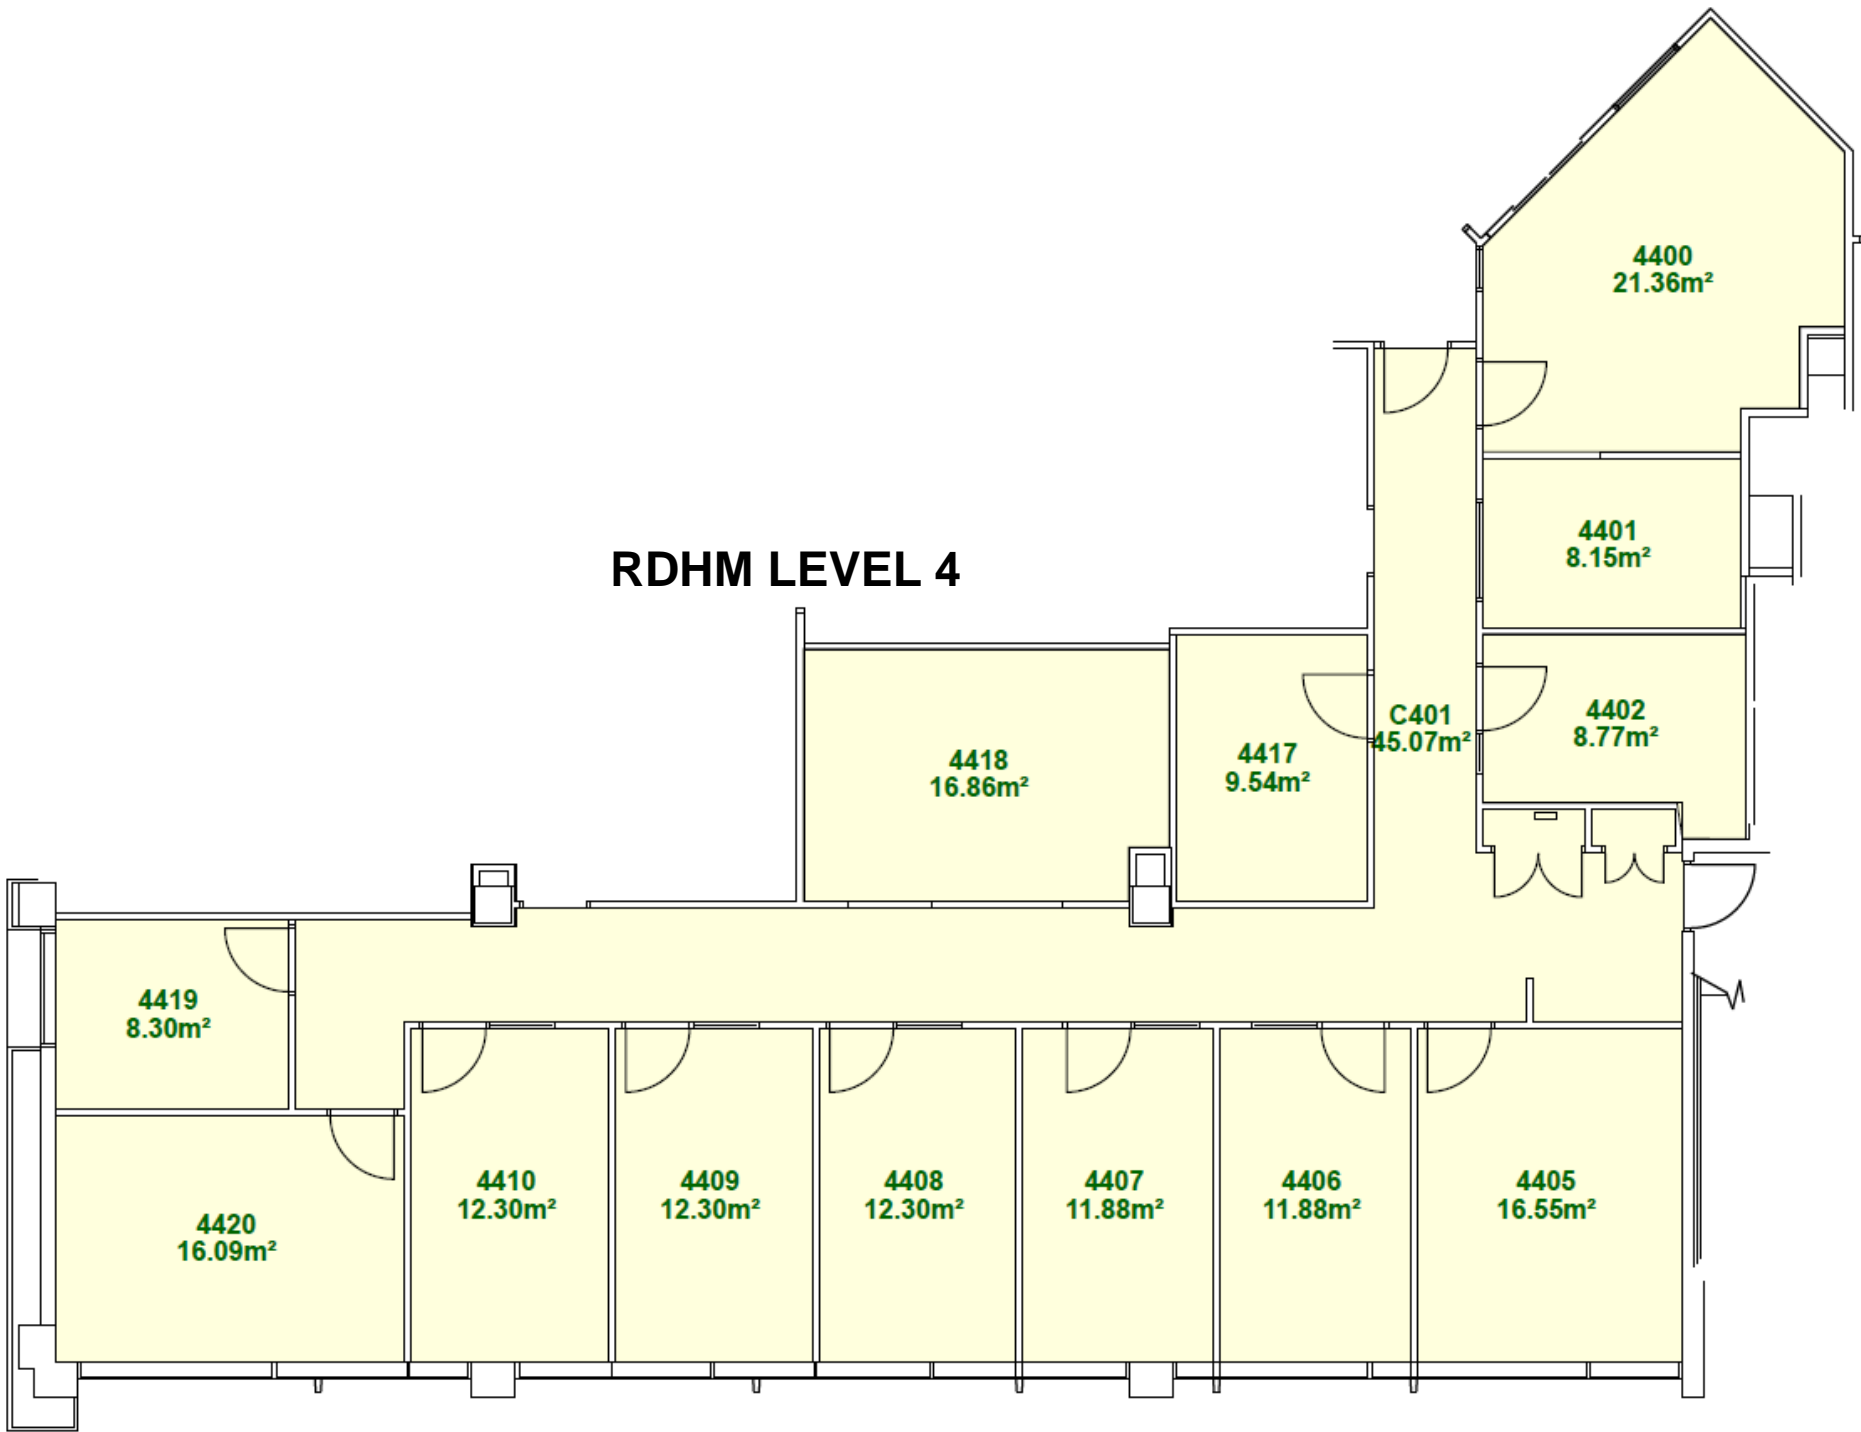 4400
21.36m²
4401
8.15m²
RDHM LEVEL 4
4402
8.77m²
C401
45.07m²
4417
9.54m²
4418
16.86m²
4419
8.30m²
4410
12.30m²
4409
12.30m²
4408
12.30m²
4407
11.88m²
4406
11.88m²
4405
16.55m²
4420
16.09m²